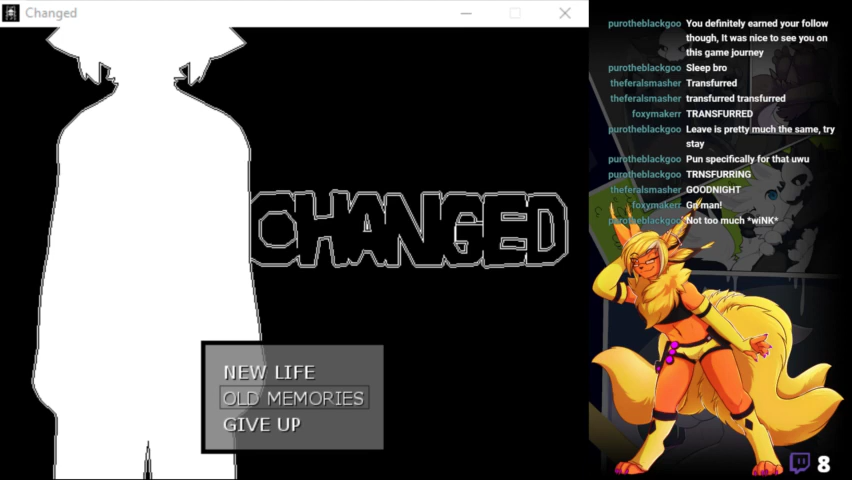 Changed
CHANGED
NEW LIFE
OLD MEMORIES
GIVE UP
purotheblackgoo You definitely earned your follow
though, It was nice to see you on
this game journey
purotheblackgoo Sleep bro
theferalsmasher Transfurred
theferalsmasher transfurred transfurred
foxymakerr TRANSFURRED
purotheblackgoo Leave is pretty much the same, try
stay
purotheblackgoo Pun specifically for that uwu
purotheblackgoo TRNSFURRING
theferalsmasher GOODNIGHT
foxymakerr Gn man!
purotheblackgoo Not too much *wiNK*
8